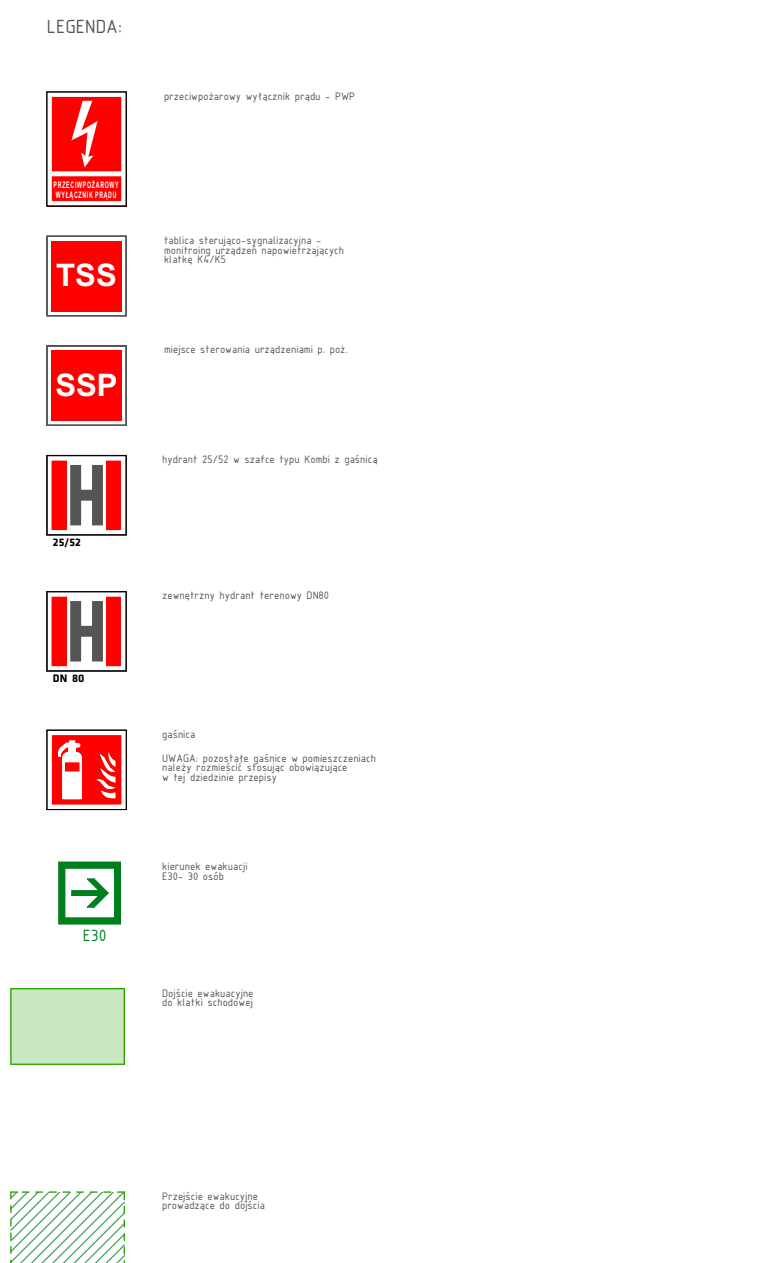 LEGENDA:
przeciwpożarowy wyłącznik prądu - PWP
PRZECIWPOŻAROWY
WYŁĄCZNIK PRĄDU
TSS
tablica sterująco-sygnalizacyjna -
monitroing urządzeń napowietrzających
klatkę K4/K5
SSP
miejsce sterowania urządzeniami p. poż.
H
25/52
hydrant 25/52 w szafce typu Kombi z gaśnicą
H
DN 80
zewnętrzny hydrant terenowy DN80
gaśnica
UWAGA: pozostałe gaśnice w pomieszczeniach
należy rozmieścić stosując obowiązujące
w tej dziedzinie przepisy
E30
kierunek ewakuacji
E30- 30 osób
Dojście ewakuacyjne
do klatki schodowej
Przejście ewakucyjne
prowadzące do dojścia